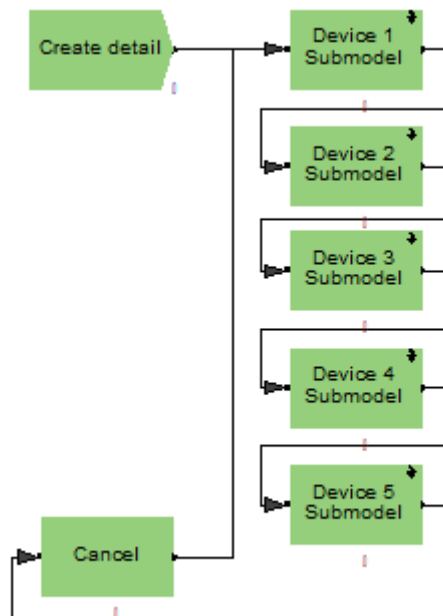 Create detail
Device 1
Submodel
Device 2
Submodel
Device 3
Submodel
Device 4
Submodel
Device 5
Submodel
Cancel